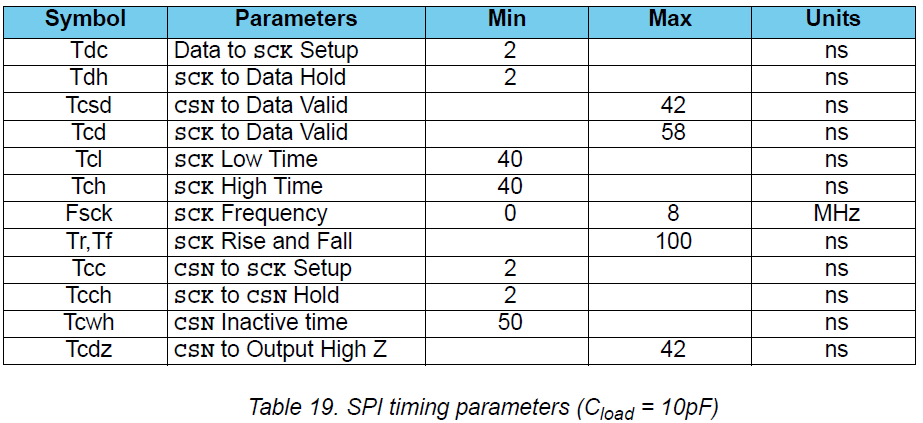 Symbol Parameters Min Max Units
Tdc Data to SCK Setup 2 ns
Tdh SCK to Data Hold 2 ns
Tcsd CSN to Data Valid 42 ns
Tcd SCK to Data Valid 58 ns
Tcl SCK Low Time 40 ns
Tch SCK High Time 40 ns
Fsck SCK Frequency 0 8 MHz
Tr,Tf SCK Rise and Fall 100 ns
Tcc CSN to SCK Setup 2 ns
Tcch SCK to CSN Hold 2 ns
Tcwh CSN Inactive time 50 ns
Tcdz CSN to Output High Z 42 ns
Table 19. SPI timing parameters (Cload = 10pF)